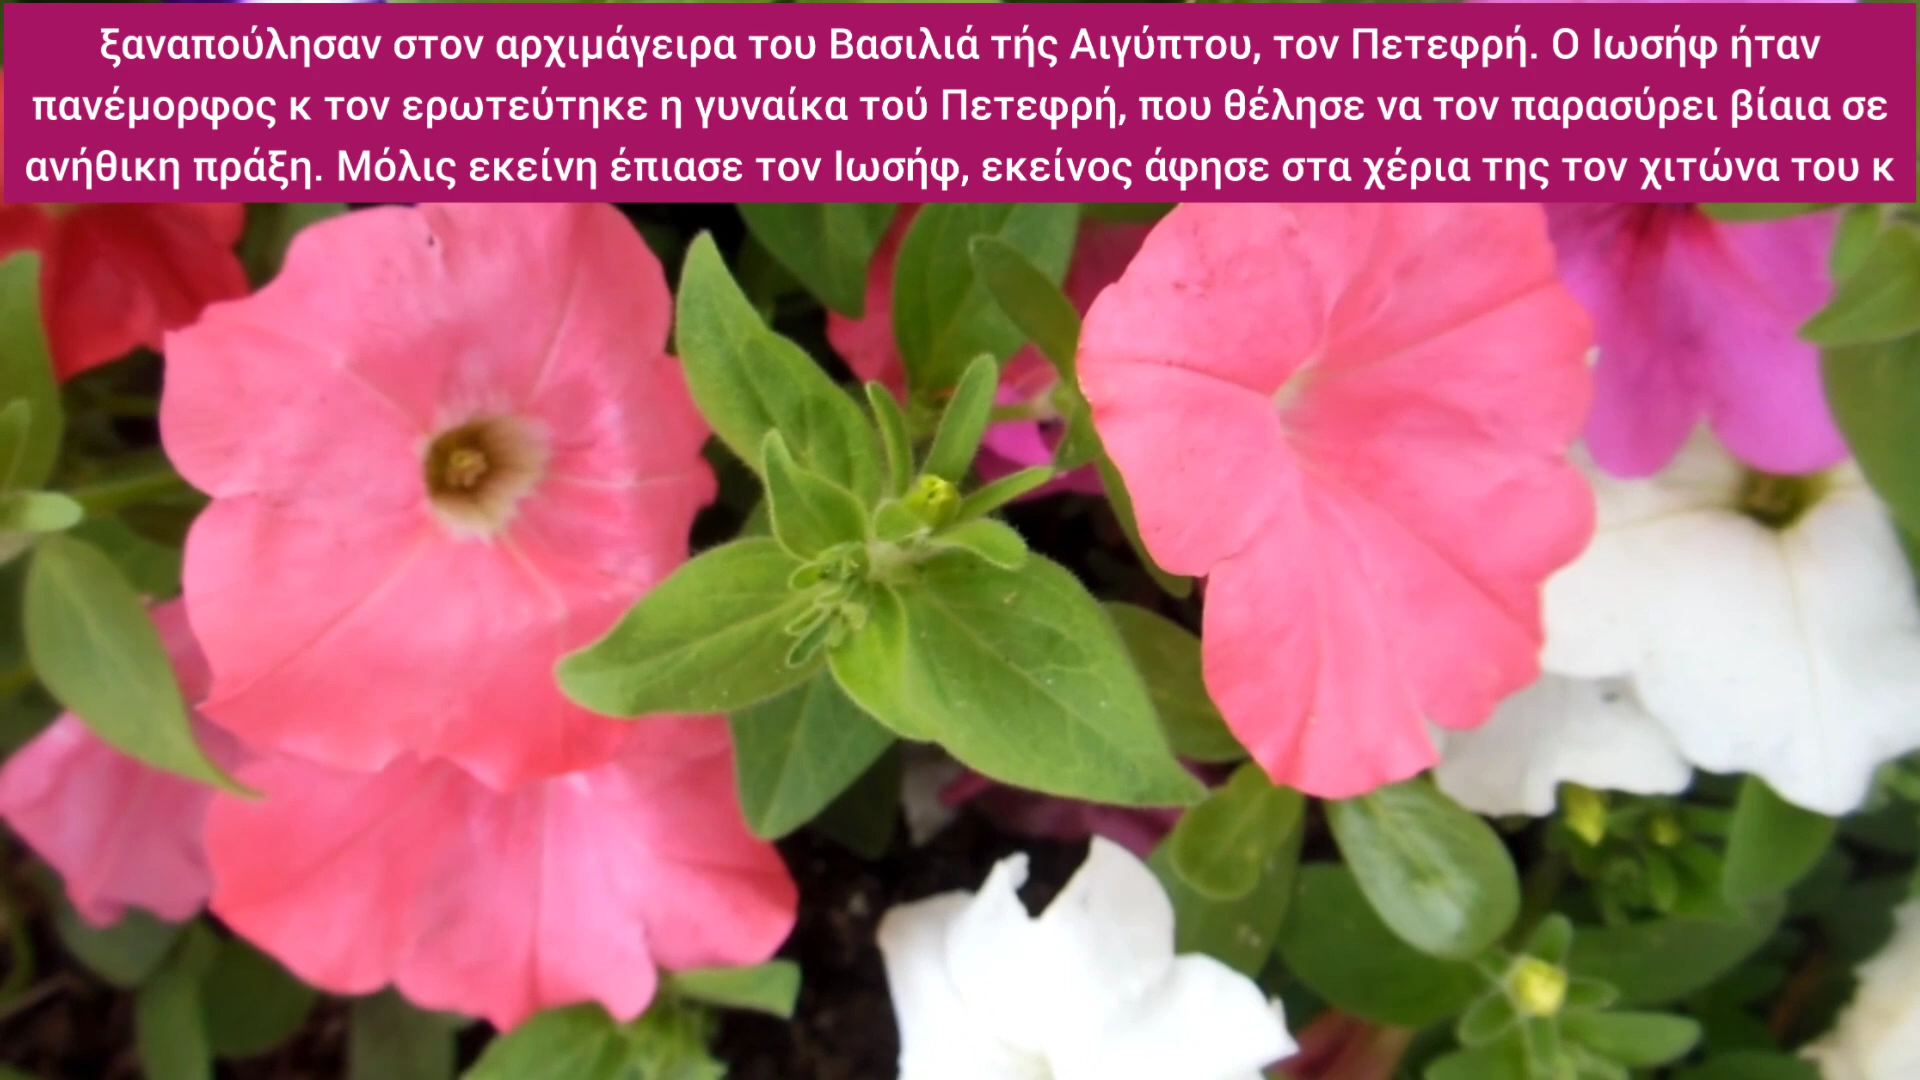 ξαναπούλησαν στον αρχιμάγειρα του Βασιλιά τής Αιγύπτου, τον Πετεφρή. Ο Ιωσήφ ήταν
πανέμορφος κ τον ερωτεύτηκε η γυναίκα τού Πετεφρή, που θέλησε να τον παρασύρει βίαια σε
ανήθικη πράξη. Μόλις εκείνη έπιασε τον Ιωσήφ, εκείνος άφησε στα χέρια της τον χιτώνα του κ